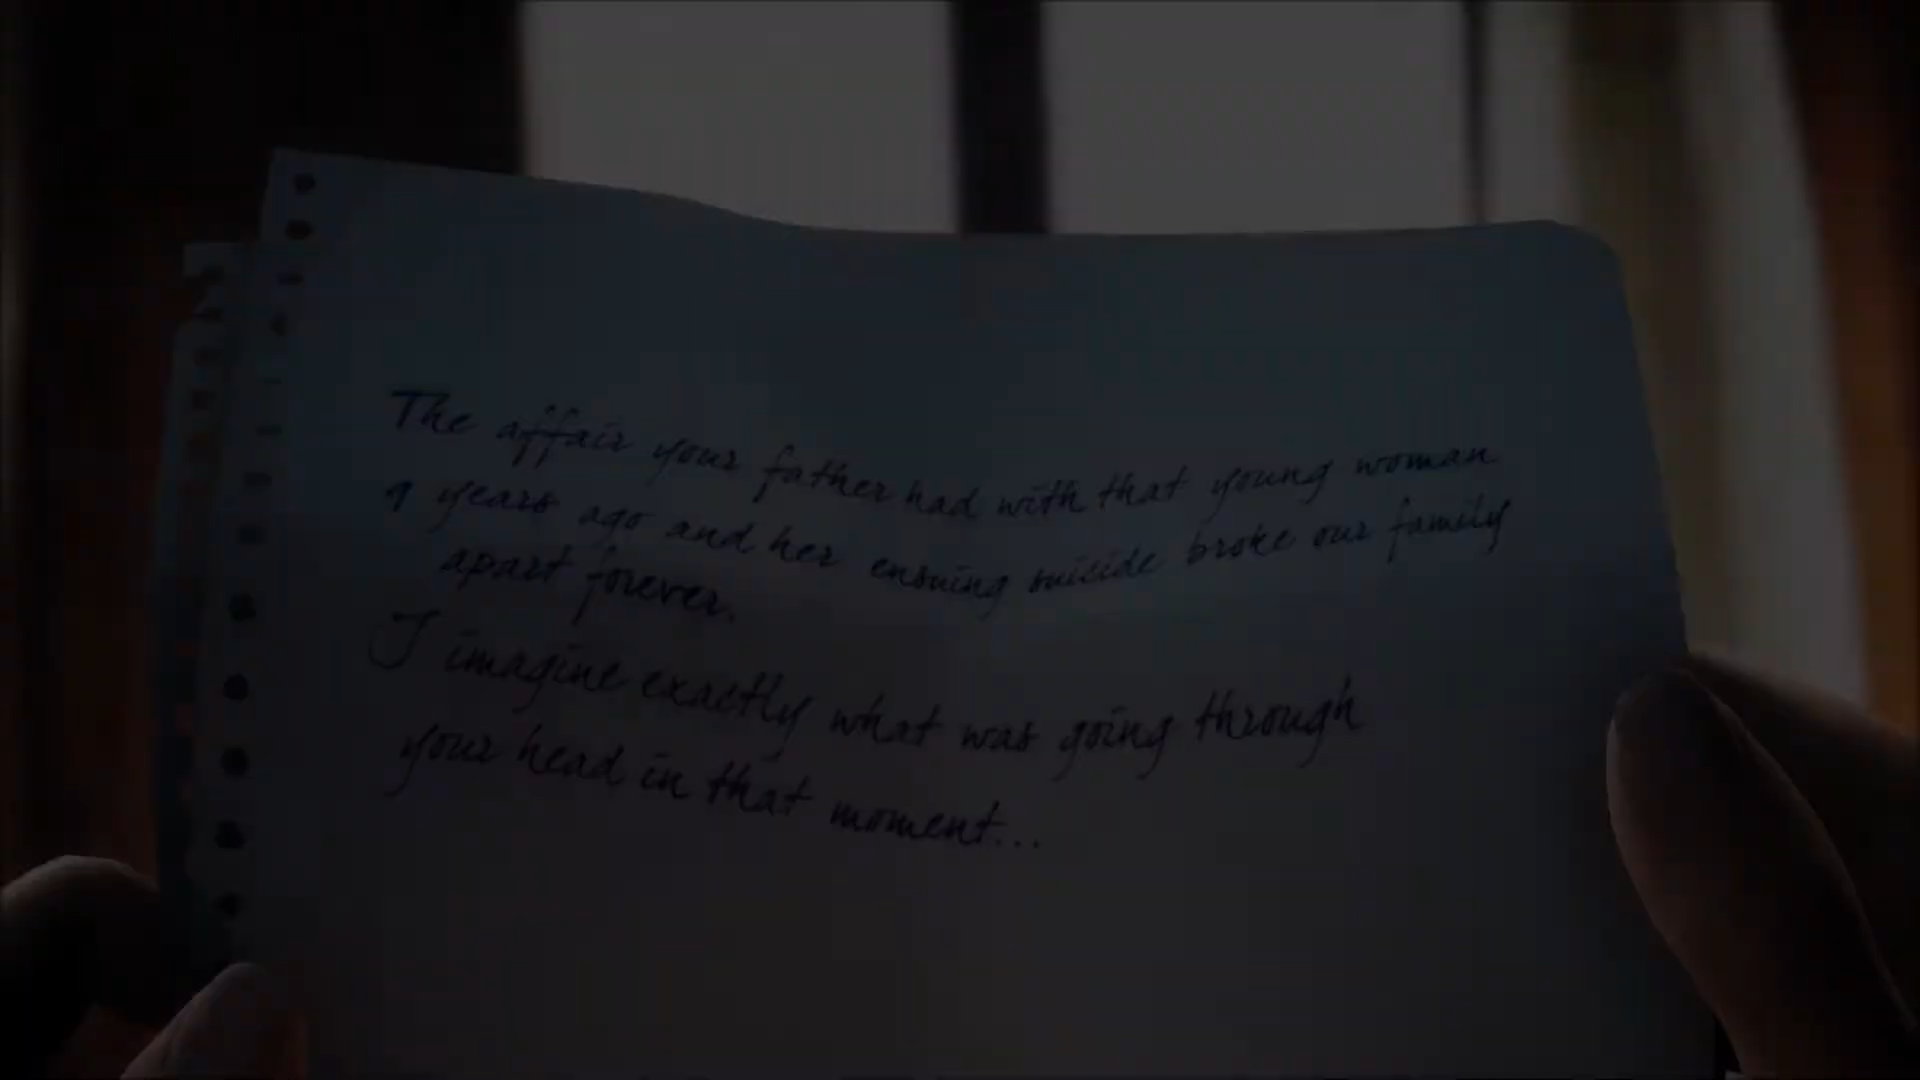 The affair your father had with that young woman
9 years ago and her ensuing suicide broke our family
apart forever.
I imagine exactly what was going through
your head in that moment...